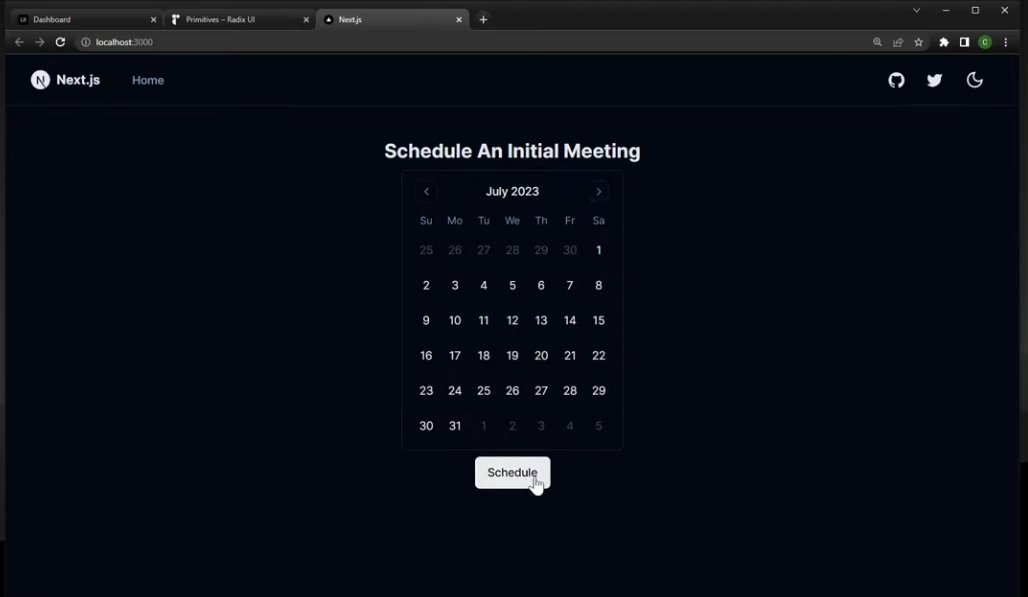 Dashboard
Primitives – Radix UI
Next.js
localhost:3000
C
N Next.js
Home
Schedule An Initial Meeting
July 2023
Su Mo Tu We Th Fr Sa
25 26 27 28 29 30 1
2 3 4 5 6 7 8
9 10 11 12 13 14 15
16 17 18 19 20 21 22
23 24 25 26 27 28 29
30 31 1 2 3 4 5
Schedule